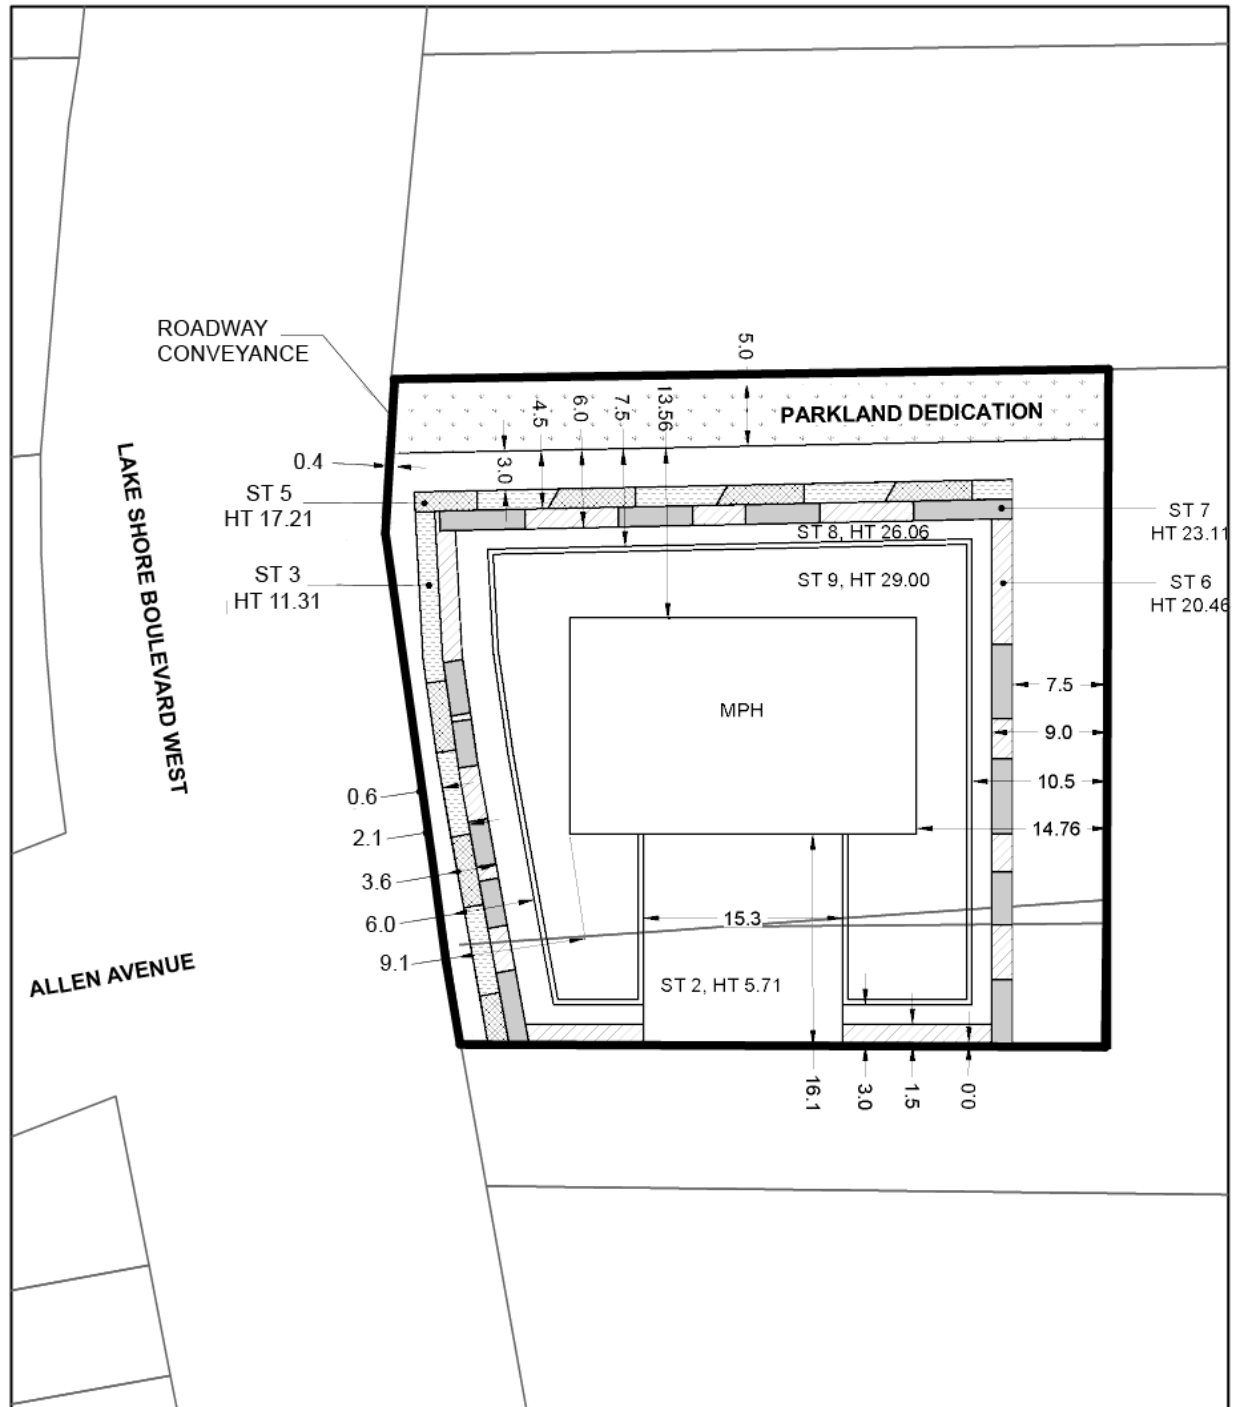 ROADWAY
CONVEYANCE
5.0
PARKLAND DEDICATION
4.5
6.0
7.5
13.56
3.0
0.4
ST 5
HT 17.21
ST 7
HT 23.11
ST 8, HT 26.06
ST 3
HT 11.31
ST 9, HT 29.00
ST 6
HT 20.46
LAKE SHORE BOULEVARD WEST
7.5
MPH
9.0
10.5
0.6
14.76
2.1
3.6
15.3
6.0
9.1
ALLEN AVENUE
ST 2, HT 5.71
16.1
3.0
1.5
0.0